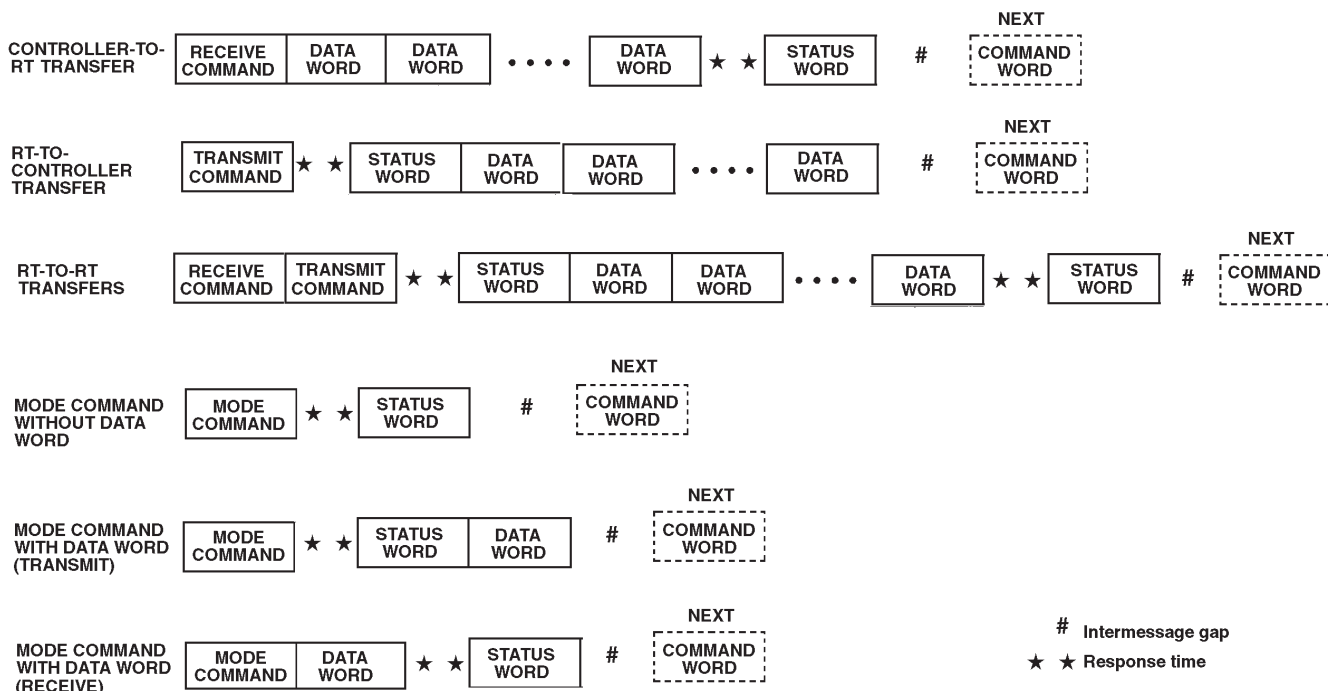 NEXT
CONTROLLER-TO-
RT TRANSFER
RECEIVE
COMMAND
DATA
WORD
DATA
WORD
• • • •
DATA
WORD
★ ★
STATUS
WORD
#
COMMAND
WORD
NEXT
RT-TO-
CONTROLLER
TRANSFER
TRANSMIT
COMMAND
★ ★
STATUS
WORD
DATA
WORD
DATA
WORD
• • • •
DATA
WORD
#
COMMAND
WORD
NEXT
RT-TO-RT
TRANSFERS
RECEIVE
COMMAND
TRANSMIT
COMMAND
★ ★
STATUS
WORD
DATA
WORD
DATA
WORD
• • • •
DATA
WORD
★ ★
STATUS
WORD
#
COMMAND
WORD
NEXT
MODE COMMAND
WITHOUT DATA
WORD
MODE
COMMAND
★ ★
STATUS
WORD
#
COMMAND
WORD
NEXT
MODE COMMAND
WITH DATA WORD
(TRANSMIT)
MODE
COMMAND
★ ★
STATUS
WORD
DATA
WORD
#
COMMAND
WORD
NEXT
MODE COMMAND
WITH DATA WORD
(RECEIVE)
MODE
COMMAND
DATA
WORD
★ ★
STATUS
WORD
#
COMMAND
WORD
# Intermessage gap
★ ★ Response time